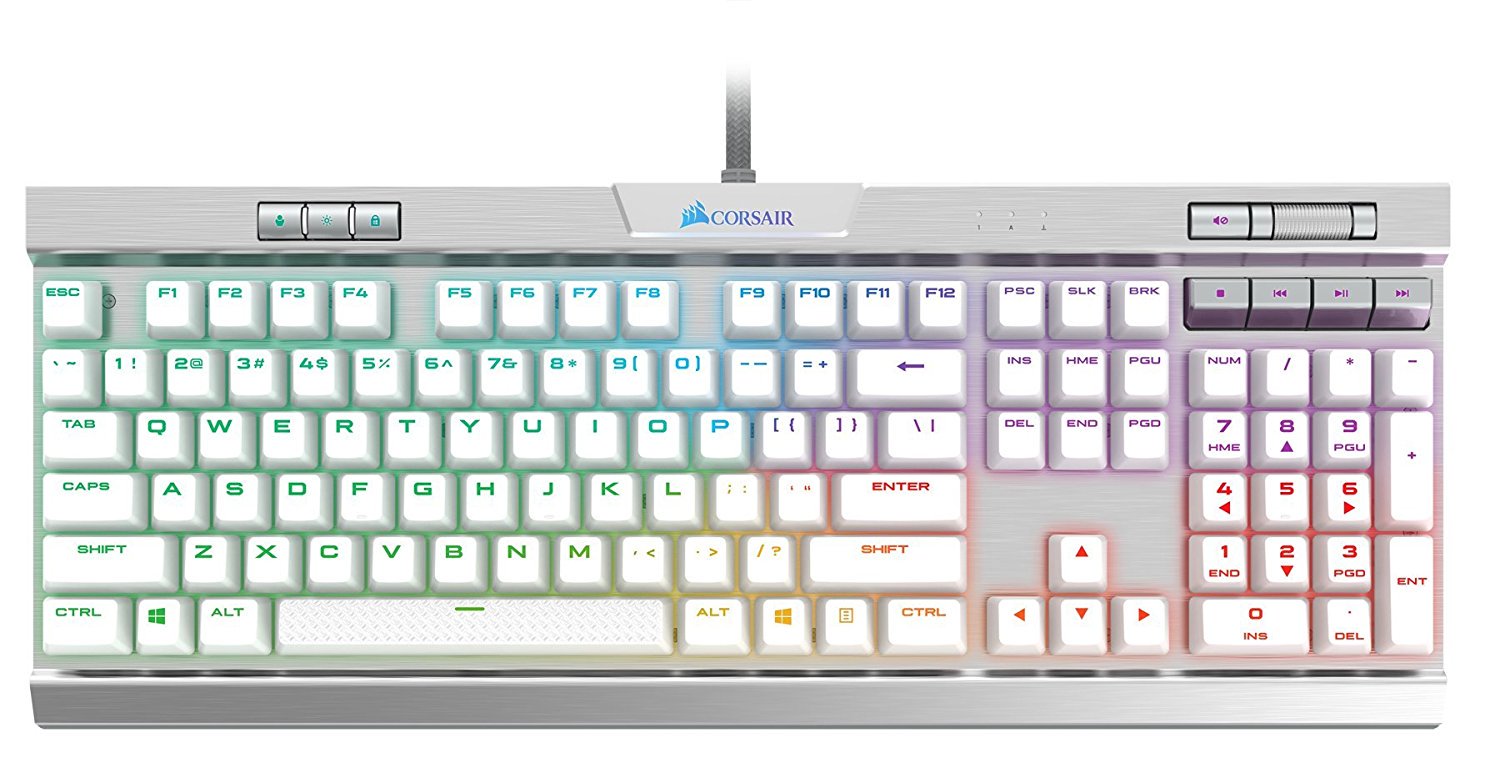 CORSAIR
1 A
ESC F1 F2 F3 F4 F5 F6 F7 F8 F9 F10 F11 F12 PSC SLK BRK
` ~ 1 ! 2 @ 3 # 4 $ 5 % 6 ^ 7 & 8 * 9 ( 0 ) - – = + ← INS HME PGU NUM / * -
TAB Q W E R T Y U I O P [ { ] } \ | DEL END PGD 7 HME 8 ▲ 9 PGU +
CAPS A S D F G H J K L ; : ' " ENTER 4 ◀ 5 6 ▶
SHIFT Z X C V B N M , < . > / ? SHIFT ▲ 1 END 2 ▼ 3 PGD ENT
CTRL ALT ALT CTRL ◀ ▼ ▶ 0 INS . DEL